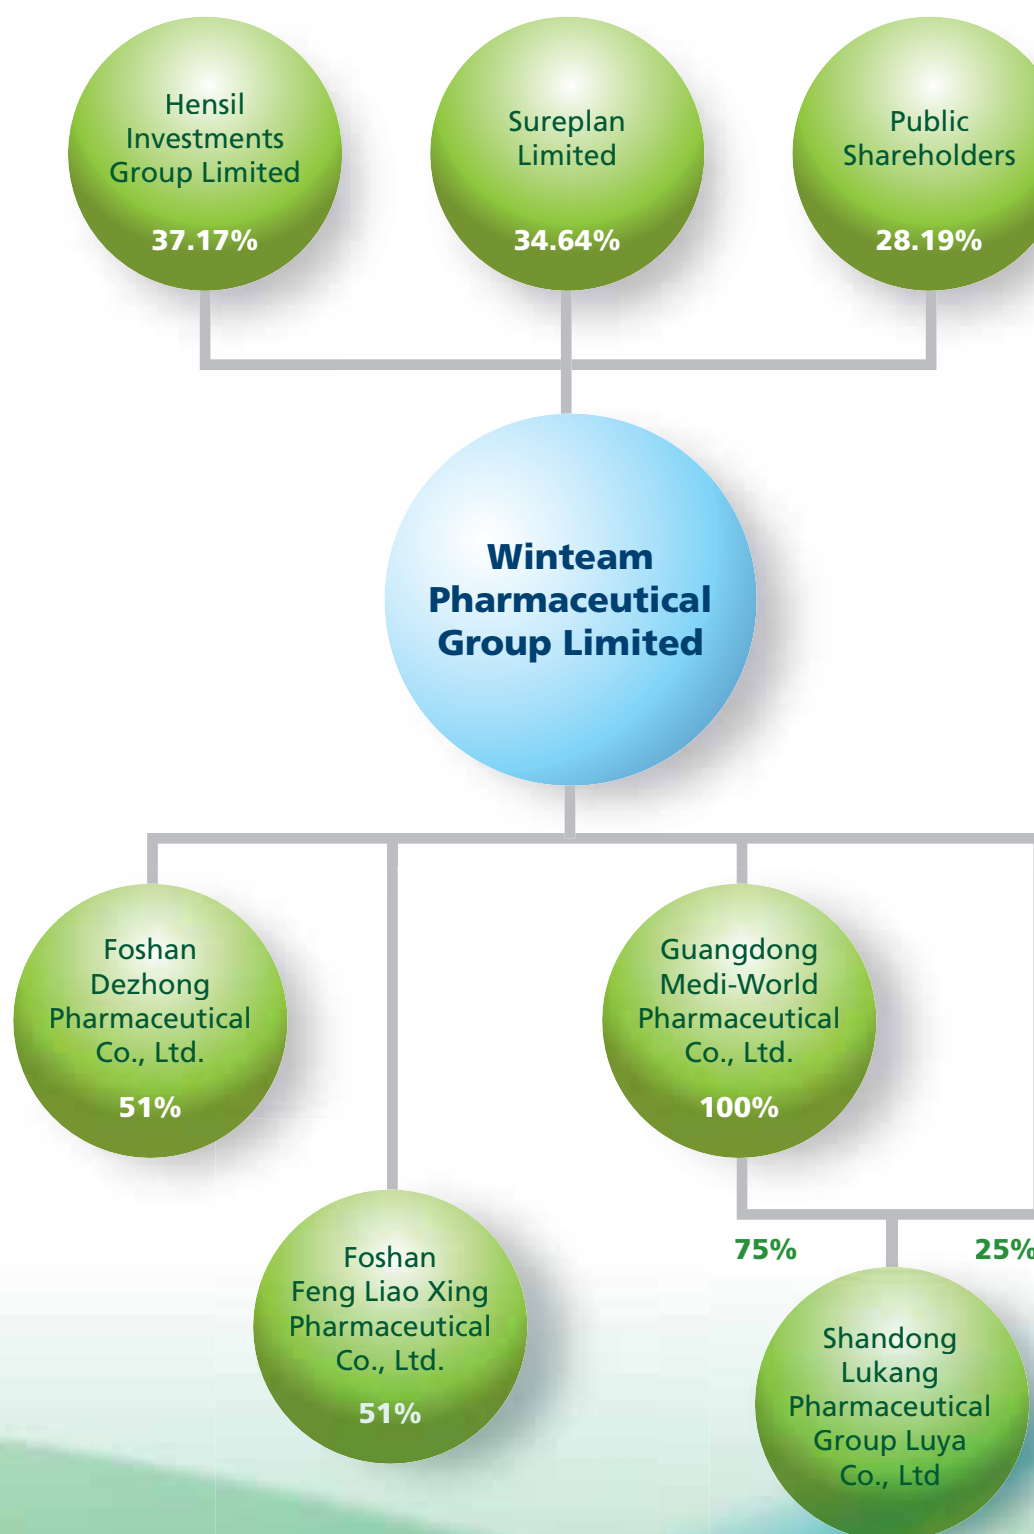 Hensil
Investments
Group Limited
37.17%
Sureplan
Limited
34.64%
Public
Shareholders
28.19%
Winteam
Pharmaceutical
Group Limited
Foshan
Dezhong
Pharmaceutical
Co., Ltd.
51%
Guangdong
Medi-World
Pharmaceutical
Co., Ltd.
100%
75%
25%
Foshan
Feng Liao Xing
Pharmaceutical
Co., Ltd.
51%
Shandong
Lukang
Pharmaceutical
Group Luya
Co., Ltd